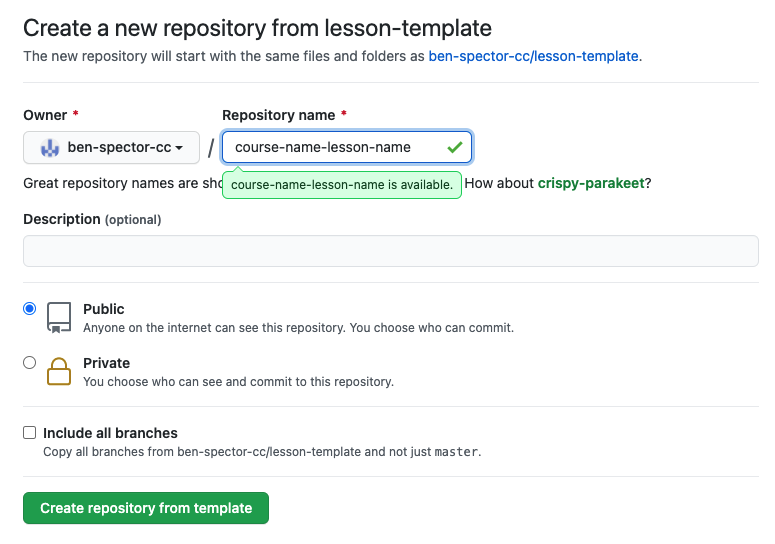 Create a new repository from lesson-template
The new repository will start with the same files and folders as ben-spector-cc/lesson-template.
Owner *
Repository name *
ben-spector-cc
/
course-name-lesson-name
Great repository names are sho
course-name-lesson-name is available.
How about crispy-parakeet?
Description (optional)
Public
Anyone on the internet can see this repository. You choose who can commit.
Private
You choose who can see and commit to this repository.
Include all branches
Copy all branches from ben-spector-cc/lesson-template and not just master.
Create repository from template